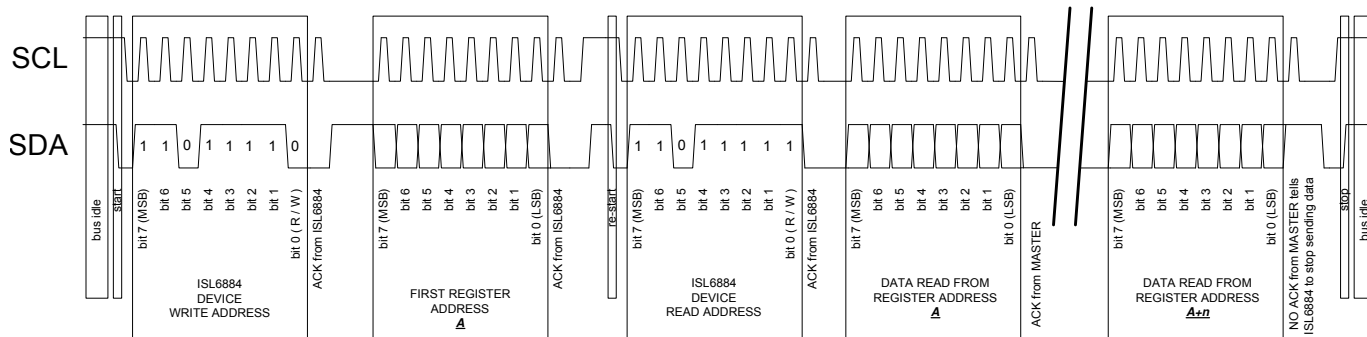 SCL
SDA
1 1 0 1 1 1 1 0
1 1 0 1 1 1 1 1
bus idle
start
bit 7 (MSB)
bit 6
bit 5
bit 4
bit 3
bit 2
bit 1
bit 0 ( R / W)
ACK from ISL6884
bit 7 (MSB)
bit 6
bit 5
bit 4
bit 3
bit 2
bit 1
bit 0 (LSB)
ACK from ISL6884
re-start
bit 7 (MSB)
bit 6
bit 5
bit 4
bit 3
bit 2
bit 1
bit 0 ( R / W)
ACK from ISL6884
bit 7 (MSB)
bit 6
bit 5
bit 4
bit 3
bit 2
bit 1
bit 0 (LSB)
ACK from MASTER
bit 7 (MSB)
bit 6
bit 5
bit 4
bit 3
bit 2
bit 1
bit 0 (LSB)
NO ACK from MASTER tells
ISL6884 to stop sending data
stop
bus idle
ISL6884
DEVICE
WRITE ADDRESS
FIRST REGISTER
ADDRESS
A
ISL6884
DEVICE
READ ADDRESS
DATA READ FROM
REGISTER ADDRESS
A
DATA READ FROM
REGISTER ADDRESS
A+n